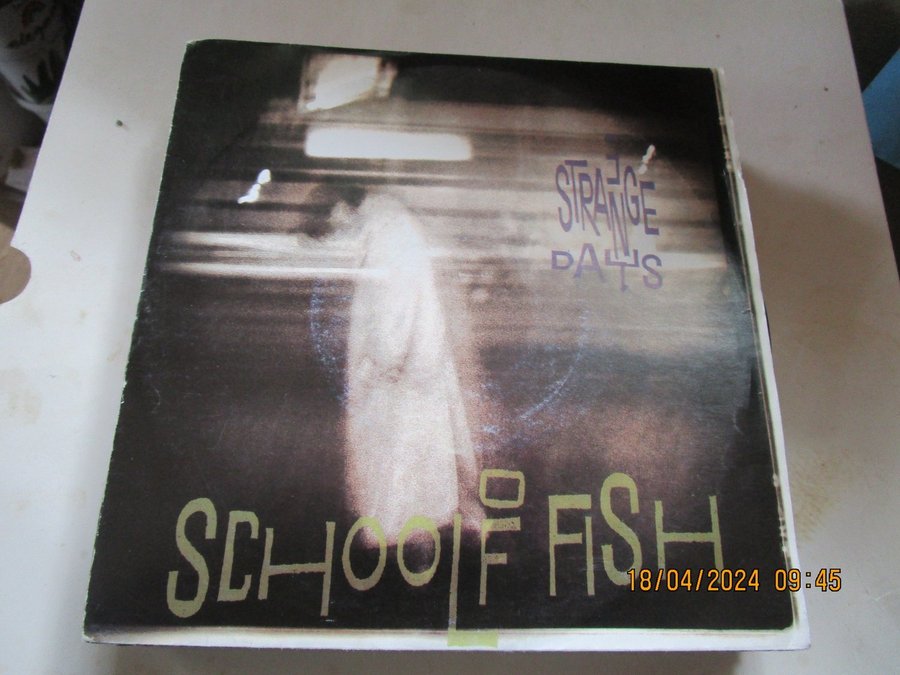 STRANGE
DAYS
SCHOOL OF FISH
18/04/2024 09:45